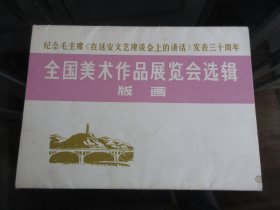 纪念毛主席《在延安文艺座谈会上的讲话》发表三十周年
全国美术作品展览会选辑
版画